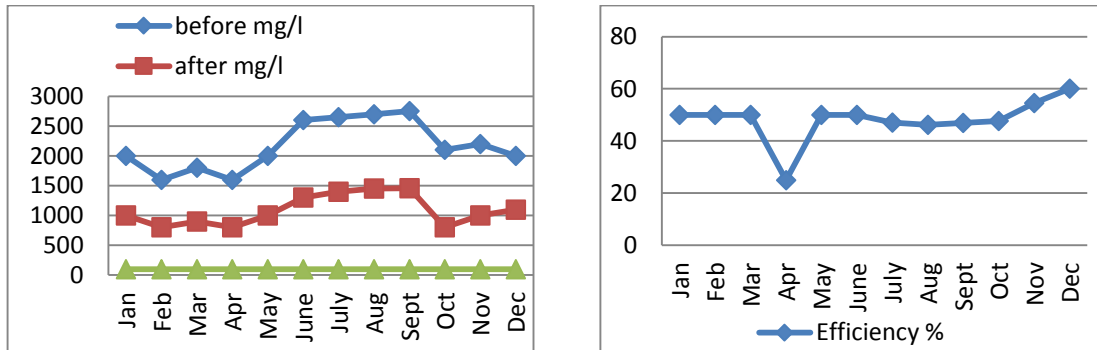 before mg/l
after mg/l
3000
2500
2000
1500
1000
500
0
Jan Feb Mar Apr May June July Aug Sept Oct Nov Dec
80
60
40
20
0
Jan Feb Mar Apr May June July Aug Sept Oct Nov Dec
Efficiency %